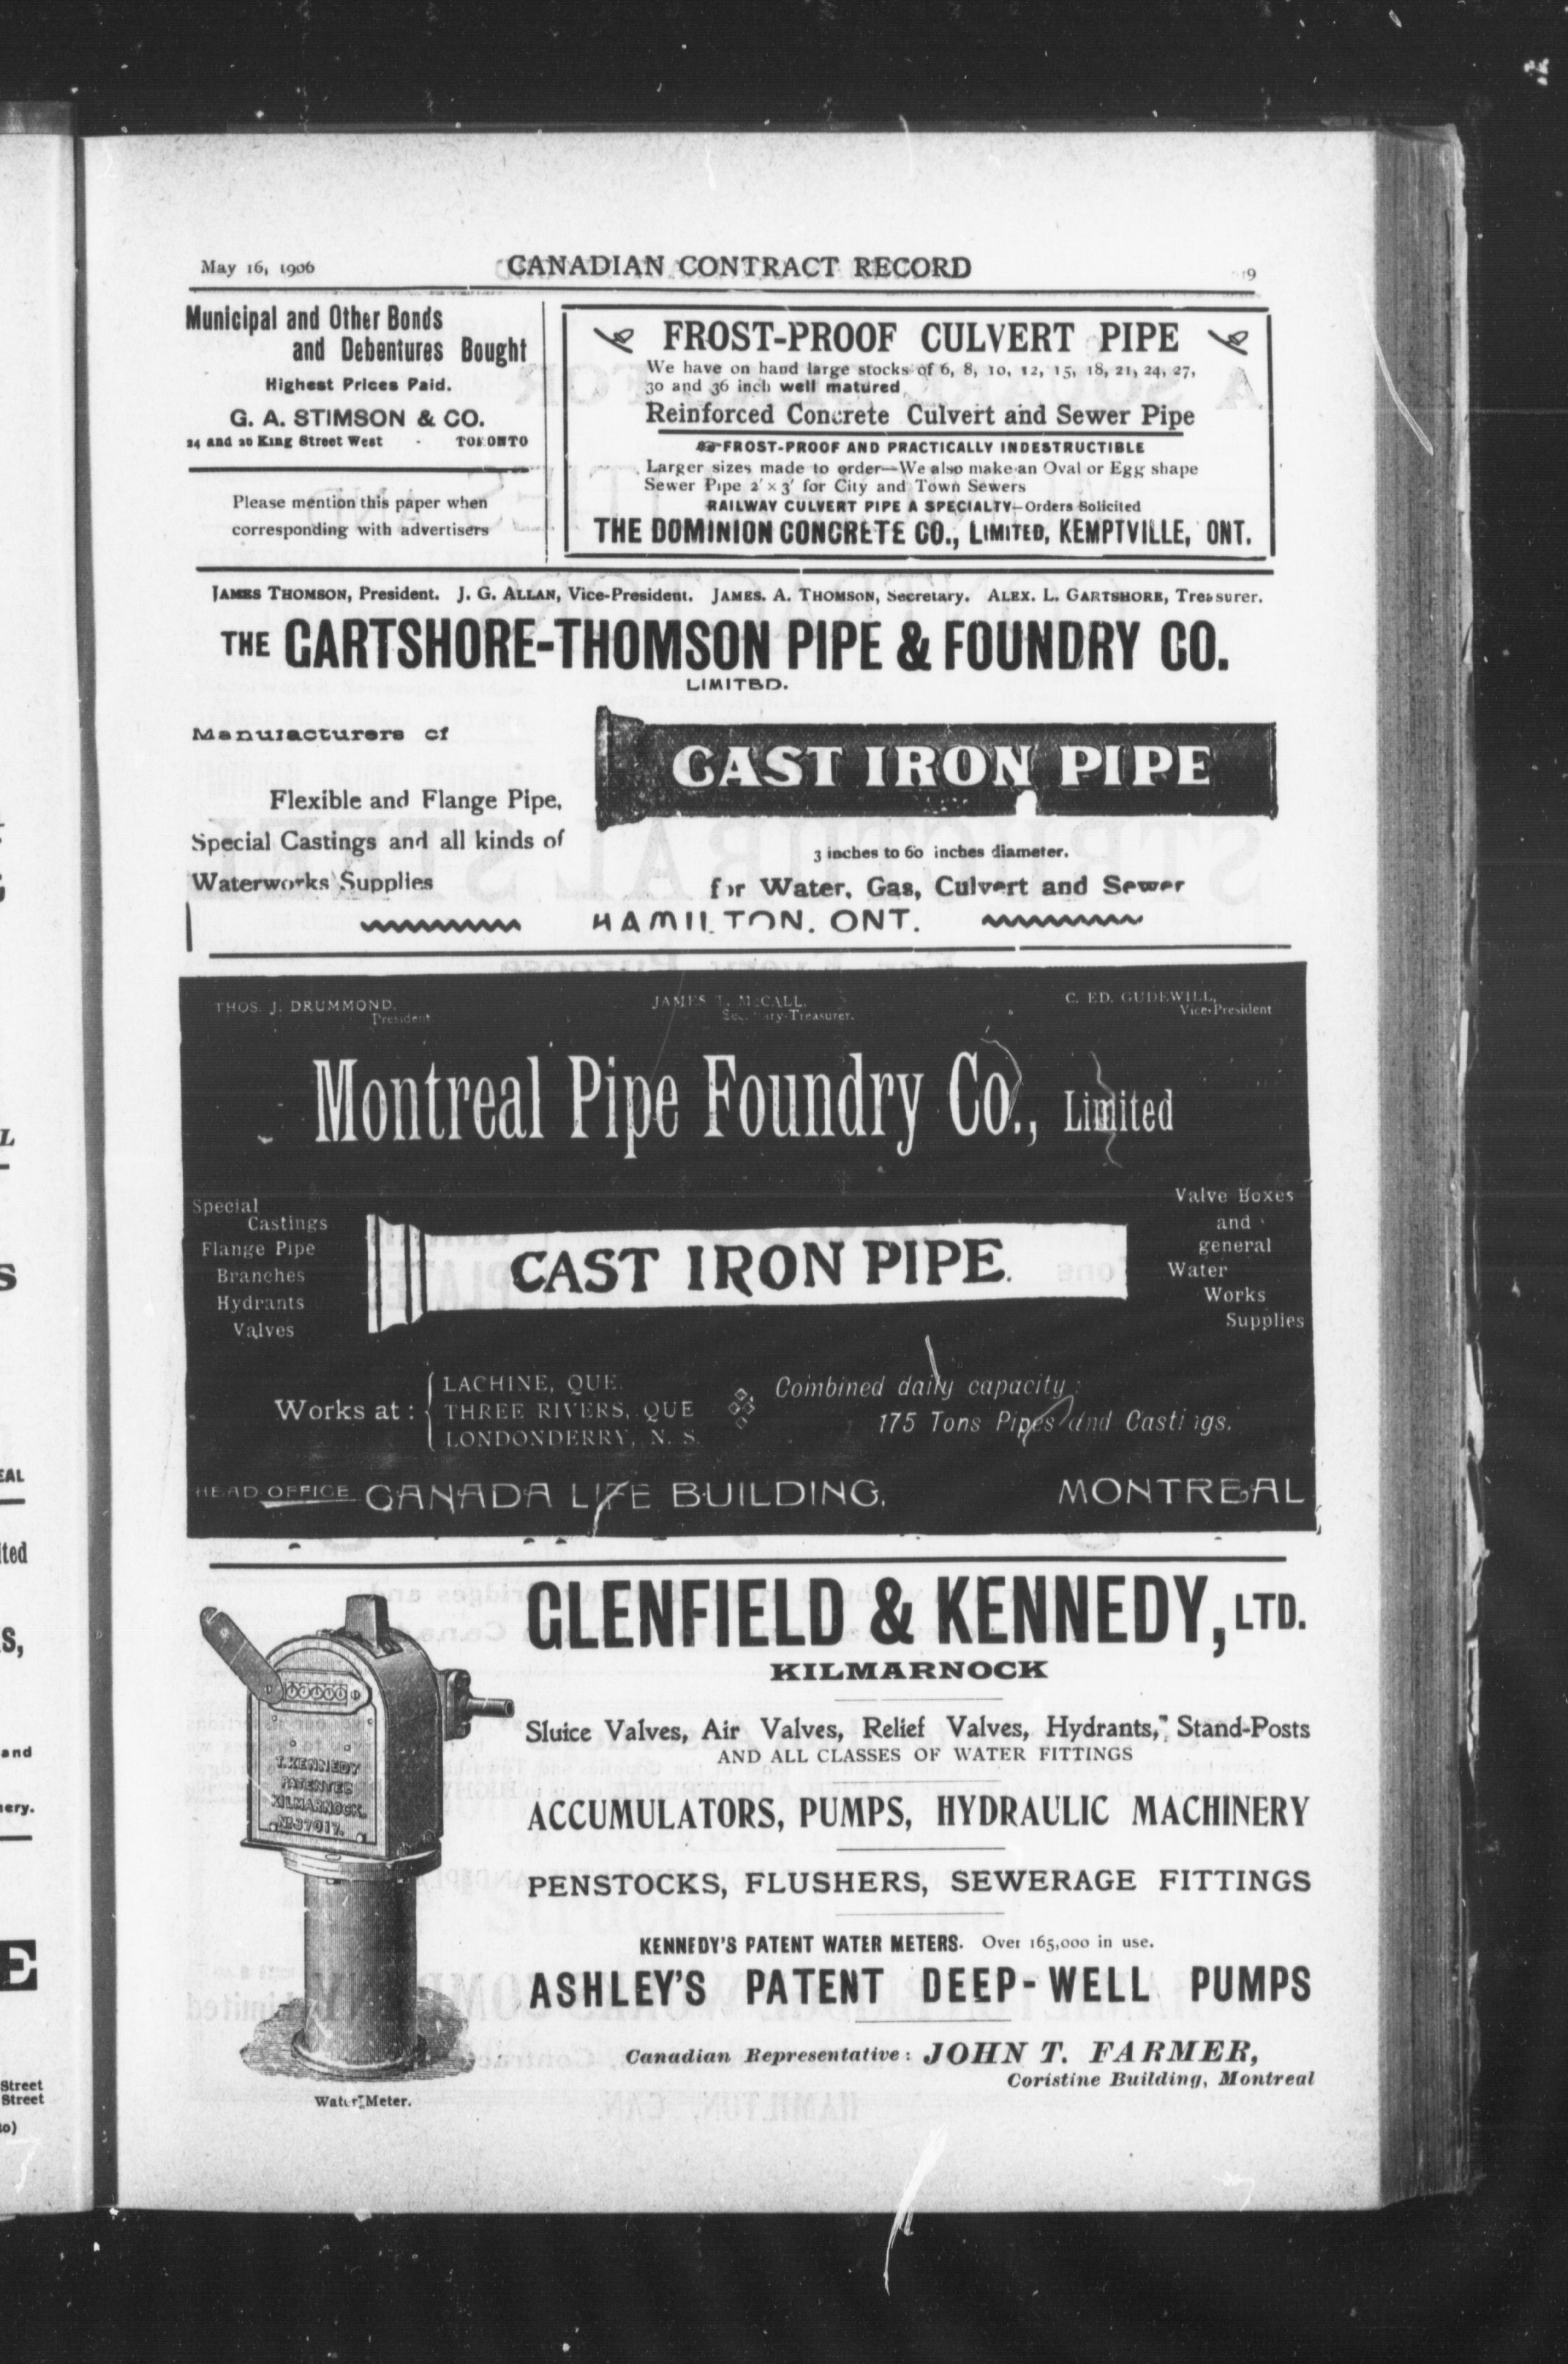 May 16, 1906
CANADIAN CONTRACT RECORD
9
Municipal and Other Bonds
and Debentures Bought
Highest Prices Paid.
G. A. STIMSON & CO.
24 and 26 King Street West - TORONTO
Please mention this paper when
corresponding with advertisers
FROST-PROOF CULVERT PIPE
We have on hand large stocks of 6, 8, 10, 12, 15, 18, 21, 24, 27,
30 and 36 inch well matured
Reinforced Concrete Culvert and Sewer Pipe
FROST-PROOF AND PRACTICALLY INDESTRUCTIBLE
Larger sizes made to order—We also make an Oval or Egg shape
Sewer Pipe 2' × 3' for City and Town Sewers
RAILWAY CULVERT PIPE A SPECIALTY—Orders Solicited
THE DOMINION CONCRETE CO., LIMITED, KEMPTVILLE, ONT.
JAMES THOMSON, President. J. G. ALLAN, Vice-President. JAMES. A. THOMSON, Secretary. ALEX. L. GARTSHORE, Treasurer.
THE GARTSHORE-THOMSON PIPE & FOUNDRY CO.
LIMITED.
Manufacturers of
Flexible and Flange Pipe,
Special Castings and all kinds of
Waterworks Supplies
CAST IRON PIPE
3 inches to 60 inches diameter.
for Water, Gas, Culvert and Sewer
HAMILTON, ONT.
THOS. J. DRUMMOND,
President
JAMES T. McCALL,
Secretary-Treasurer.
C. ED. GUDEWILL,
Vice-President
Montreal Pipe Foundry Co., Limited
Special
Castings
Flange Pipe
Branches
Hydrants
Valves
CAST IRON PIPE.
Valve Boxes
and
general
Water
Works
Supplies
Works at:
LACHINE, QUE.
THREE RIVERS, QUE
LONDONDERRY, N. S.
Combined daily capacity:
175 Tons Pipes and Castings.
HEAD OFFICE CANADA LIFE BUILDING, MONTREAL
GLENFIELD & KENNEDY, LTD.
KILMARNOCK
Sluice Valves, Air Valves, Relief Valves, Hydrants, Stand-Posts
AND ALL CLASSES OF WATER FITTINGS
ACCUMULATORS, PUMPS, HYDRAULIC MACHINERY
PENSTOCKS, FLUSHERS, SEWERAGE FITTINGS
KENNEDY'S PATENT WATER METERS. Over 165,000 in use.
ASHLEY'S PATENT DEEP-WELL PUMPS
Canadian Representative: JOHN T. FARMER,
Coristine Building, Montreal
T. KENNEDY
PATENTEE
KILMARNOCK.
No 37017.
Water Meter.